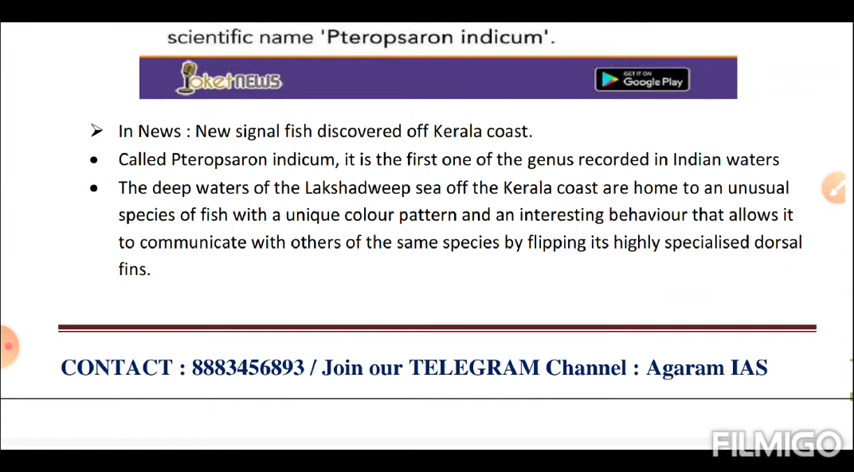 scientific name 'Pteropsaron indicum'.
Poket NEWS
GET IT ON
Google Play
➢ In News : New signal fish discovered off Kerala coast.
• Called Pteropsaron indicum, it is the first one of the genus recorded in Indian waters
• The deep waters of the Lakshadweep sea off the Kerala coast are home to an unusual
species of fish with a unique colour pattern and an interesting behaviour that allows it
to communicate with others of the same species by flipping its highly specialised dorsal
fins.
CONTACT : 8883456893 / Join our TELEGRAM Channel : Agaram IAS
FILMIGO